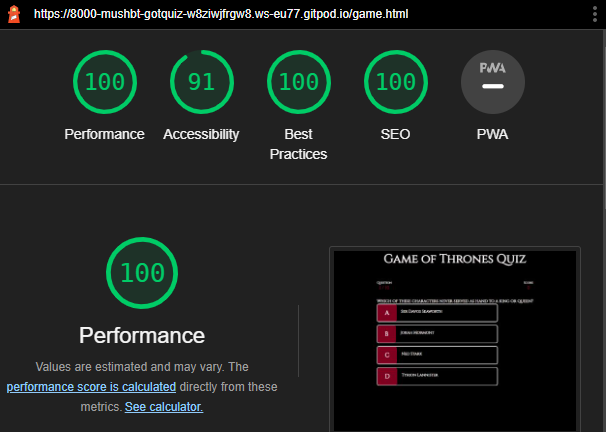 https://8000-mushbt-gotquiz-w8ziwjfrgw8.ws-eu77.gitpod.io/game.html
100
91
100
100
PWA
Performance
Accessibility
Best
Practices
SEO
PWA
100
Performance
Values are estimated and may vary. The
performance score is calculated directly from these
metrics. See calculator.
Game of Thrones Quiz
Question
Score
Which of these characters never served as Hand to a King or Queen?
A Ser Davos Seaworth
B Jorah Mormont
C Ned Stark
D Tyrion Lannister